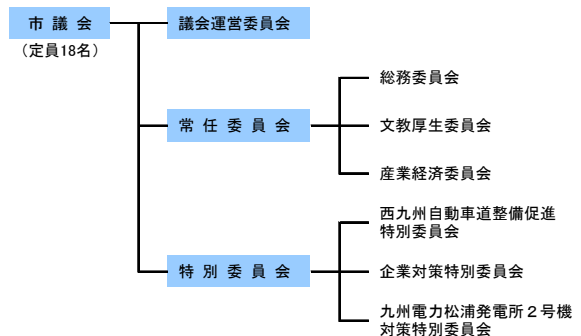 市議会
（定員18名）
議会運営委員会
常任委員会
総務委員会
文教厚生委員会
産業経済委員会
特別委員会
西九州自動車道整備促進
特別委員会
企業対策特別委員会
九州電力松浦発電所２号機
対策特別委員会